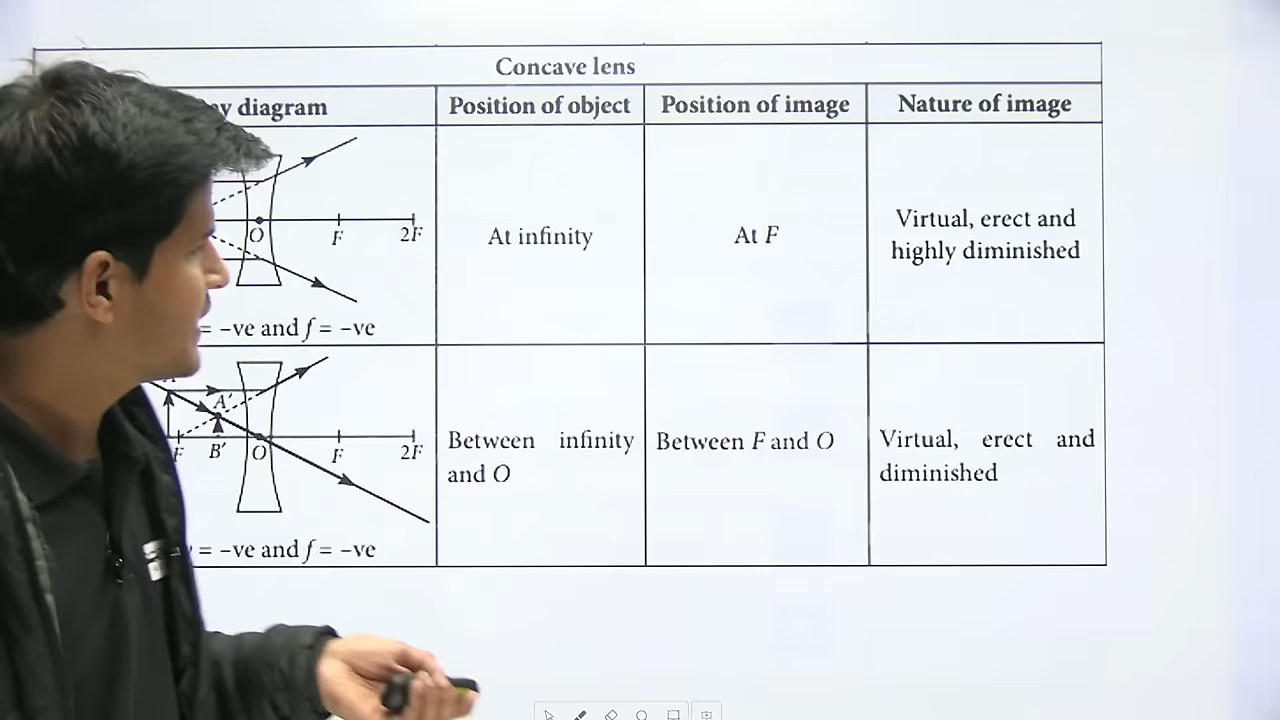 Concave lens
diagram
Position of object
Position of image
Nature of image
O
F
2F
At infinity
At F
Virtual, erect and
highly diminished
= –ve and f = –ve
A'
F
B'
O
F
2F
Between infinity
and O
Between F and O
Virtual, erect and
diminished
= –ve and f = –ve